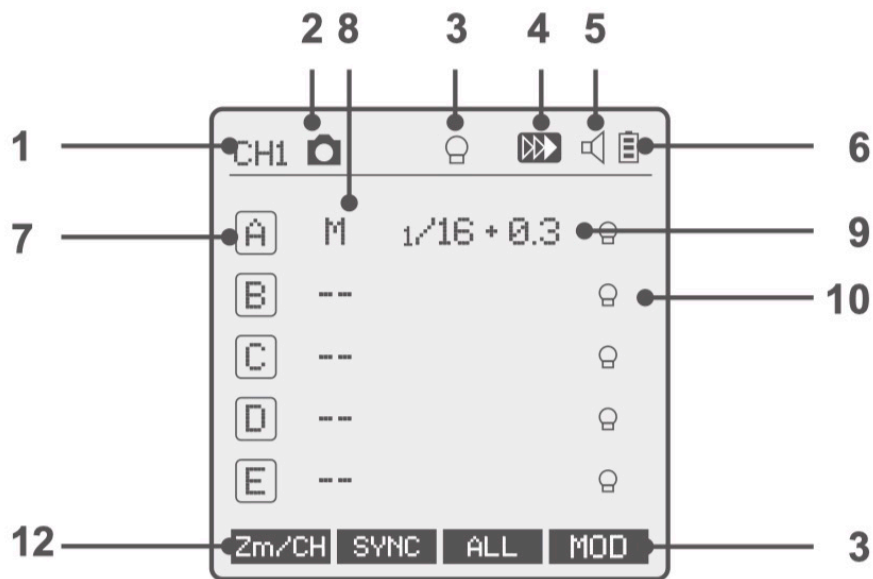 2 8 3 4 5
1 CH1 6
7 A M 1/16 + 0.3 9
B -- 10
C --
D --
E --
12 Zm/CH SYNC ALL MOD 3